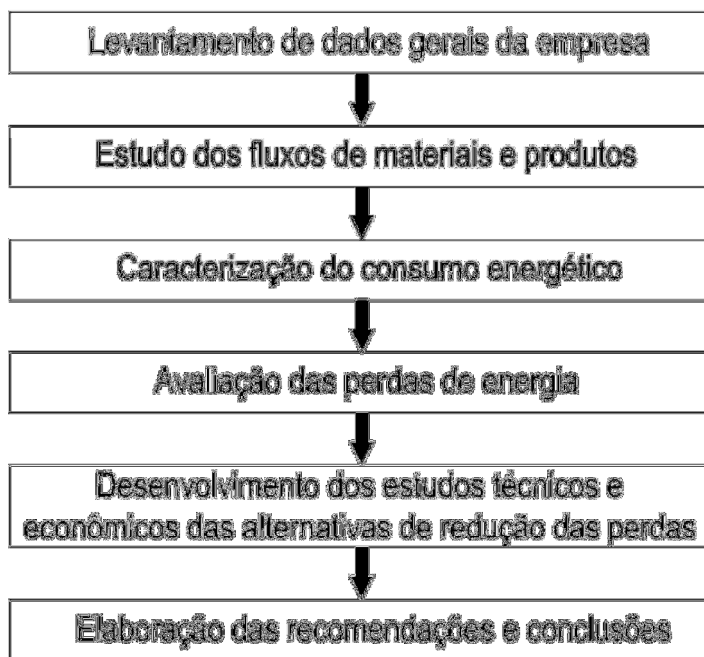 Levantamento de dados gerais da empresa
Estudo dos fluxos de materiais e produtos
Caracterização do consumo energético
Avaliação das perdas de energia
Desenvolvimento dos estudos técnicos e
econômicos das alternativas de redução das perdas
Elaboração das recomendações e conclusões